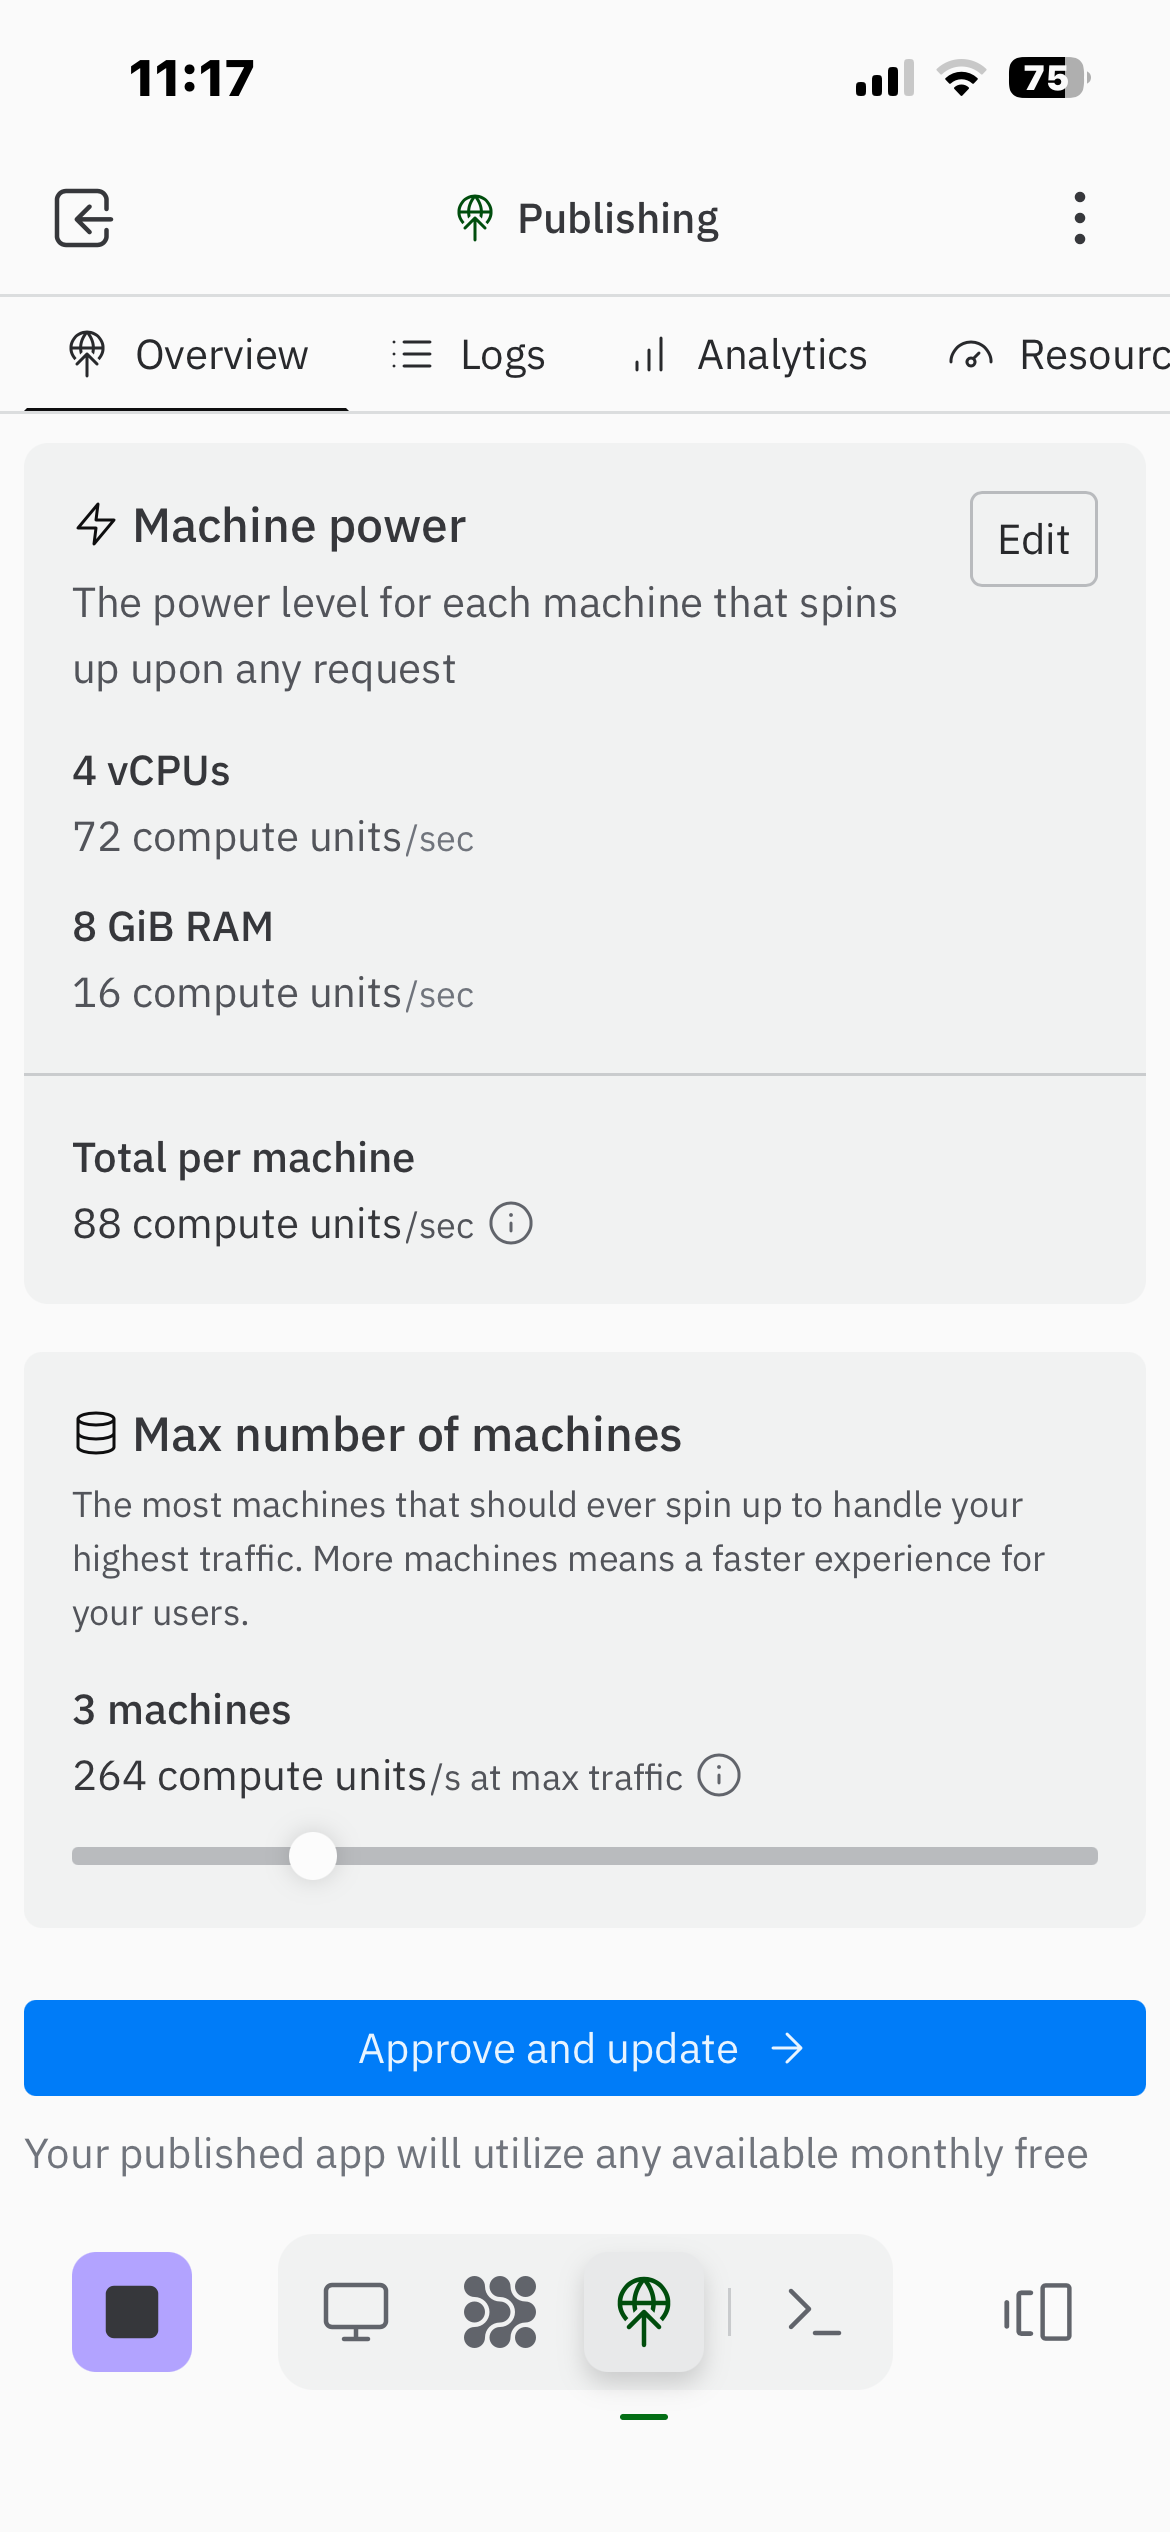 11:17
75
Publishing
Overview
Logs
Analytics
Resourc
Machine power
Edit
The power level for each machine that spins
up upon any request
4 vCPUs
72 compute units/sec
8 GiB RAM
16 compute units/sec
Total per machine
88 compute units/sec
Max number of machines
The most machines that should ever spin up to handle your
highest traffic. More machines means a faster experience for
your users.
3 machines
264 compute units/s at max traffic
Approve and update
Your published app will utilize any available monthly free